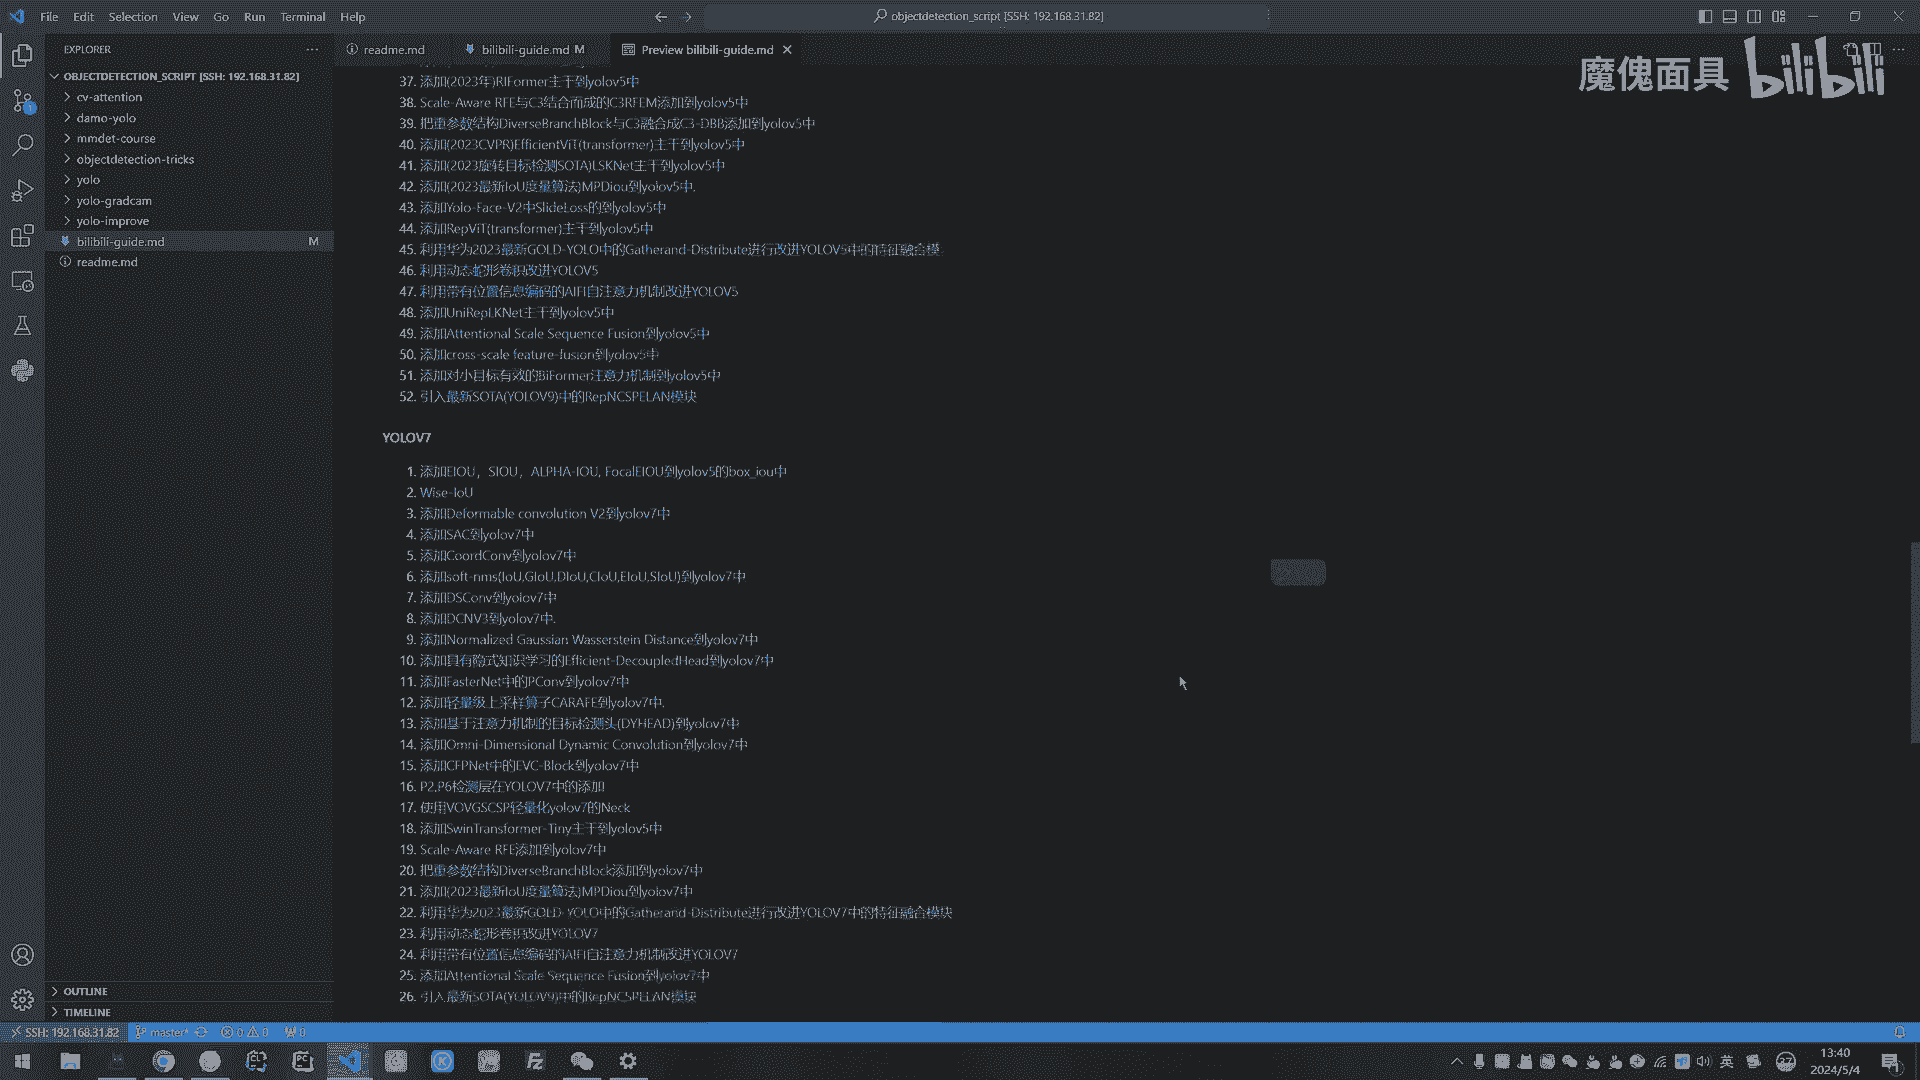 File Edit Selection View Go Run Terminal Help
objectdetection_script [SSH: 192.168.31.82]
EXPLORER
readme.md
bilibili-guide.md M
Preview bilibili-guide.md
魔傀面具 bilibili
OBJECTDETECTION_SCRIPT [SSH: 192.168.31.82]
cv-attention
damo-yolo
mmdet-course
objectdetection-tricks
yolo
yolo-gradcam
yolo-improve
bilibili-guide.md M
readme.md
37. 添加(2023年)RIFormer主干到yolov5中
38. Scale-Aware RFE与C3结合而成的C3RFEM添加到yolov5中
39. 把重参数结构DiverseBranchBlock与C3融合成C3-DBB添加到yolov5中
40. 添加(2023CVPR)EfficientViT(transformer)主干到yolov5中
41. 添加(2023旋转目标检测SOTA)LSKNet主干到yolov5中
42. 添加(2023最新IoU度量算法)MPDiou到yolov5中.
43. 添加Yolo-Face-V2中SlideLoss的到yolov5中
44. 添加RepViT(transformer)主干到yolov5中
45. 利用华为2023最新GOLD-YOLO中的Gatherand-Distribute进行改进YOLOV5中的特征融合模
46. 利用动态蛇形卷积改进YOLOV5
47. 利用带有位置信息编码的AIFI自注意力机制改进YOLOV5
48. 添加UniRepLKNet主干到yolov5中
49. 添加Attentional Scale Sequence Fusion到yolov5中
50. 添加cross-scale feature-fusion到yolov5中
51. 添加对小目标有效的BiFormer注意力机制到yolov5中
52. 引入最新SOTA(YOLOV9)中的RepNCSPELAN模块
YOLOV7
1. 添加EIOU，SIOU，ALPHA-IOU, FocalEIOU到yolov5的box_iou中
2. Wise-IoU
3. 添加Deformable convolution V2到yolov7中
4. 添加SAC到yolov7中
5. 添加CoordConv到yolov7中
6. 添加soft-nms(IoU,GIoU,DIoU,CIoU,EIoU,SIoU)到yolov7中
7. 添加DSConv到yolov7中
8. 添加DCNV3到yolov7中.
9. 添加Normalized Gaussian Wasserstein Distance到yolov7中
10. 添加具有隐式知识学习的Efficient-DecoupledHead到yolov7中
11. 添加FasterNet中的PConv到yolov7中
12. 添加轻量级上采样算子CARAFE到yolov7中.
13. 添加基于注意力机制的目标检测头(DYHEAD)到yolov7中
14. 添加Omni-Dimensional Dynamic Convolution到yolov7中
15. 添加CFPNet中的EVC-Block到yolov7中
16. P2,P6检测层在YOLOV7中的添加!
17. 使用VOVGSCSP轻量化yolov7的Neck
18. 添加SwinTransformer-Tiny主干到yolov5中
19. Scale-Aware RFE添加到yolov7中
20. 把重参数结构DiverseBranchBlock添加到yolov7中
21. 添加(2023最新IoU度量算法)MPDiou到yolov7中
22. 利用华为2023最新GOLD-YOLO中的Gatherand-Distribute进行改进YOLOV7中的特征融合模块
23. 利用动态蛇形卷积改进YOLOV7
24. 利用带有位置信息编码的AIFI自注意力机制改进YOLOV7
25. 添加Attentional Scale Sequence Fusion到yolov7中
26. 引入最新SOTA(YOLOV9)中的RepNCSPELAN模块
OUTLINE
TIMELINE
SSH: 192.168.31.82 master* 0 0 0
英 37 13:40
2024/5/4